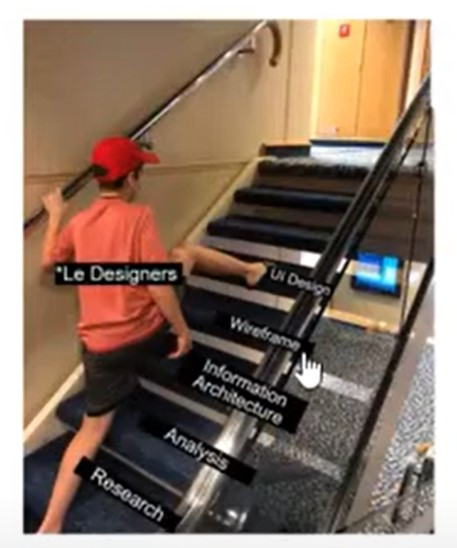 *Le Designers
UI Design
Wireframe
Information
Architecture
Analysis
Research